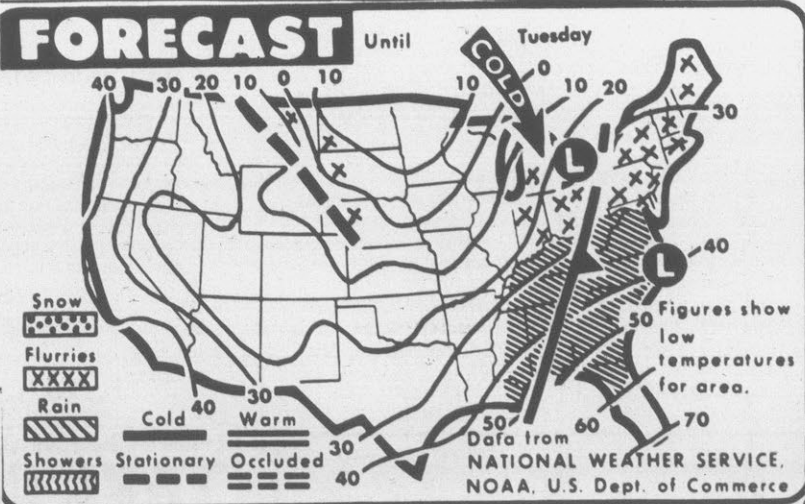 FORECAST Until Tuesday
COLD
40 30 20 10 0 10 10 0 10 20
30
L
L 40
Snow
50 Figures show
low
temperatures
for area.
Flurries
XXXX
Rain
40 30
Cold Warm
50 60 70
30
40
Showers Stationary Occluded
Data from
NATIONAL WEATHER SERVICE,
NOAA, U.S. Dept. of Commerce